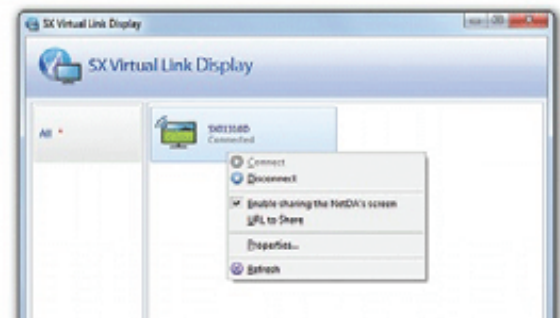 SX Virtual Link Display
SX Virtual Link Display
All
Connected
Connect
Disconnect
Enable sharing the NetDA's screen
URL to Share
Properties...
Refresh